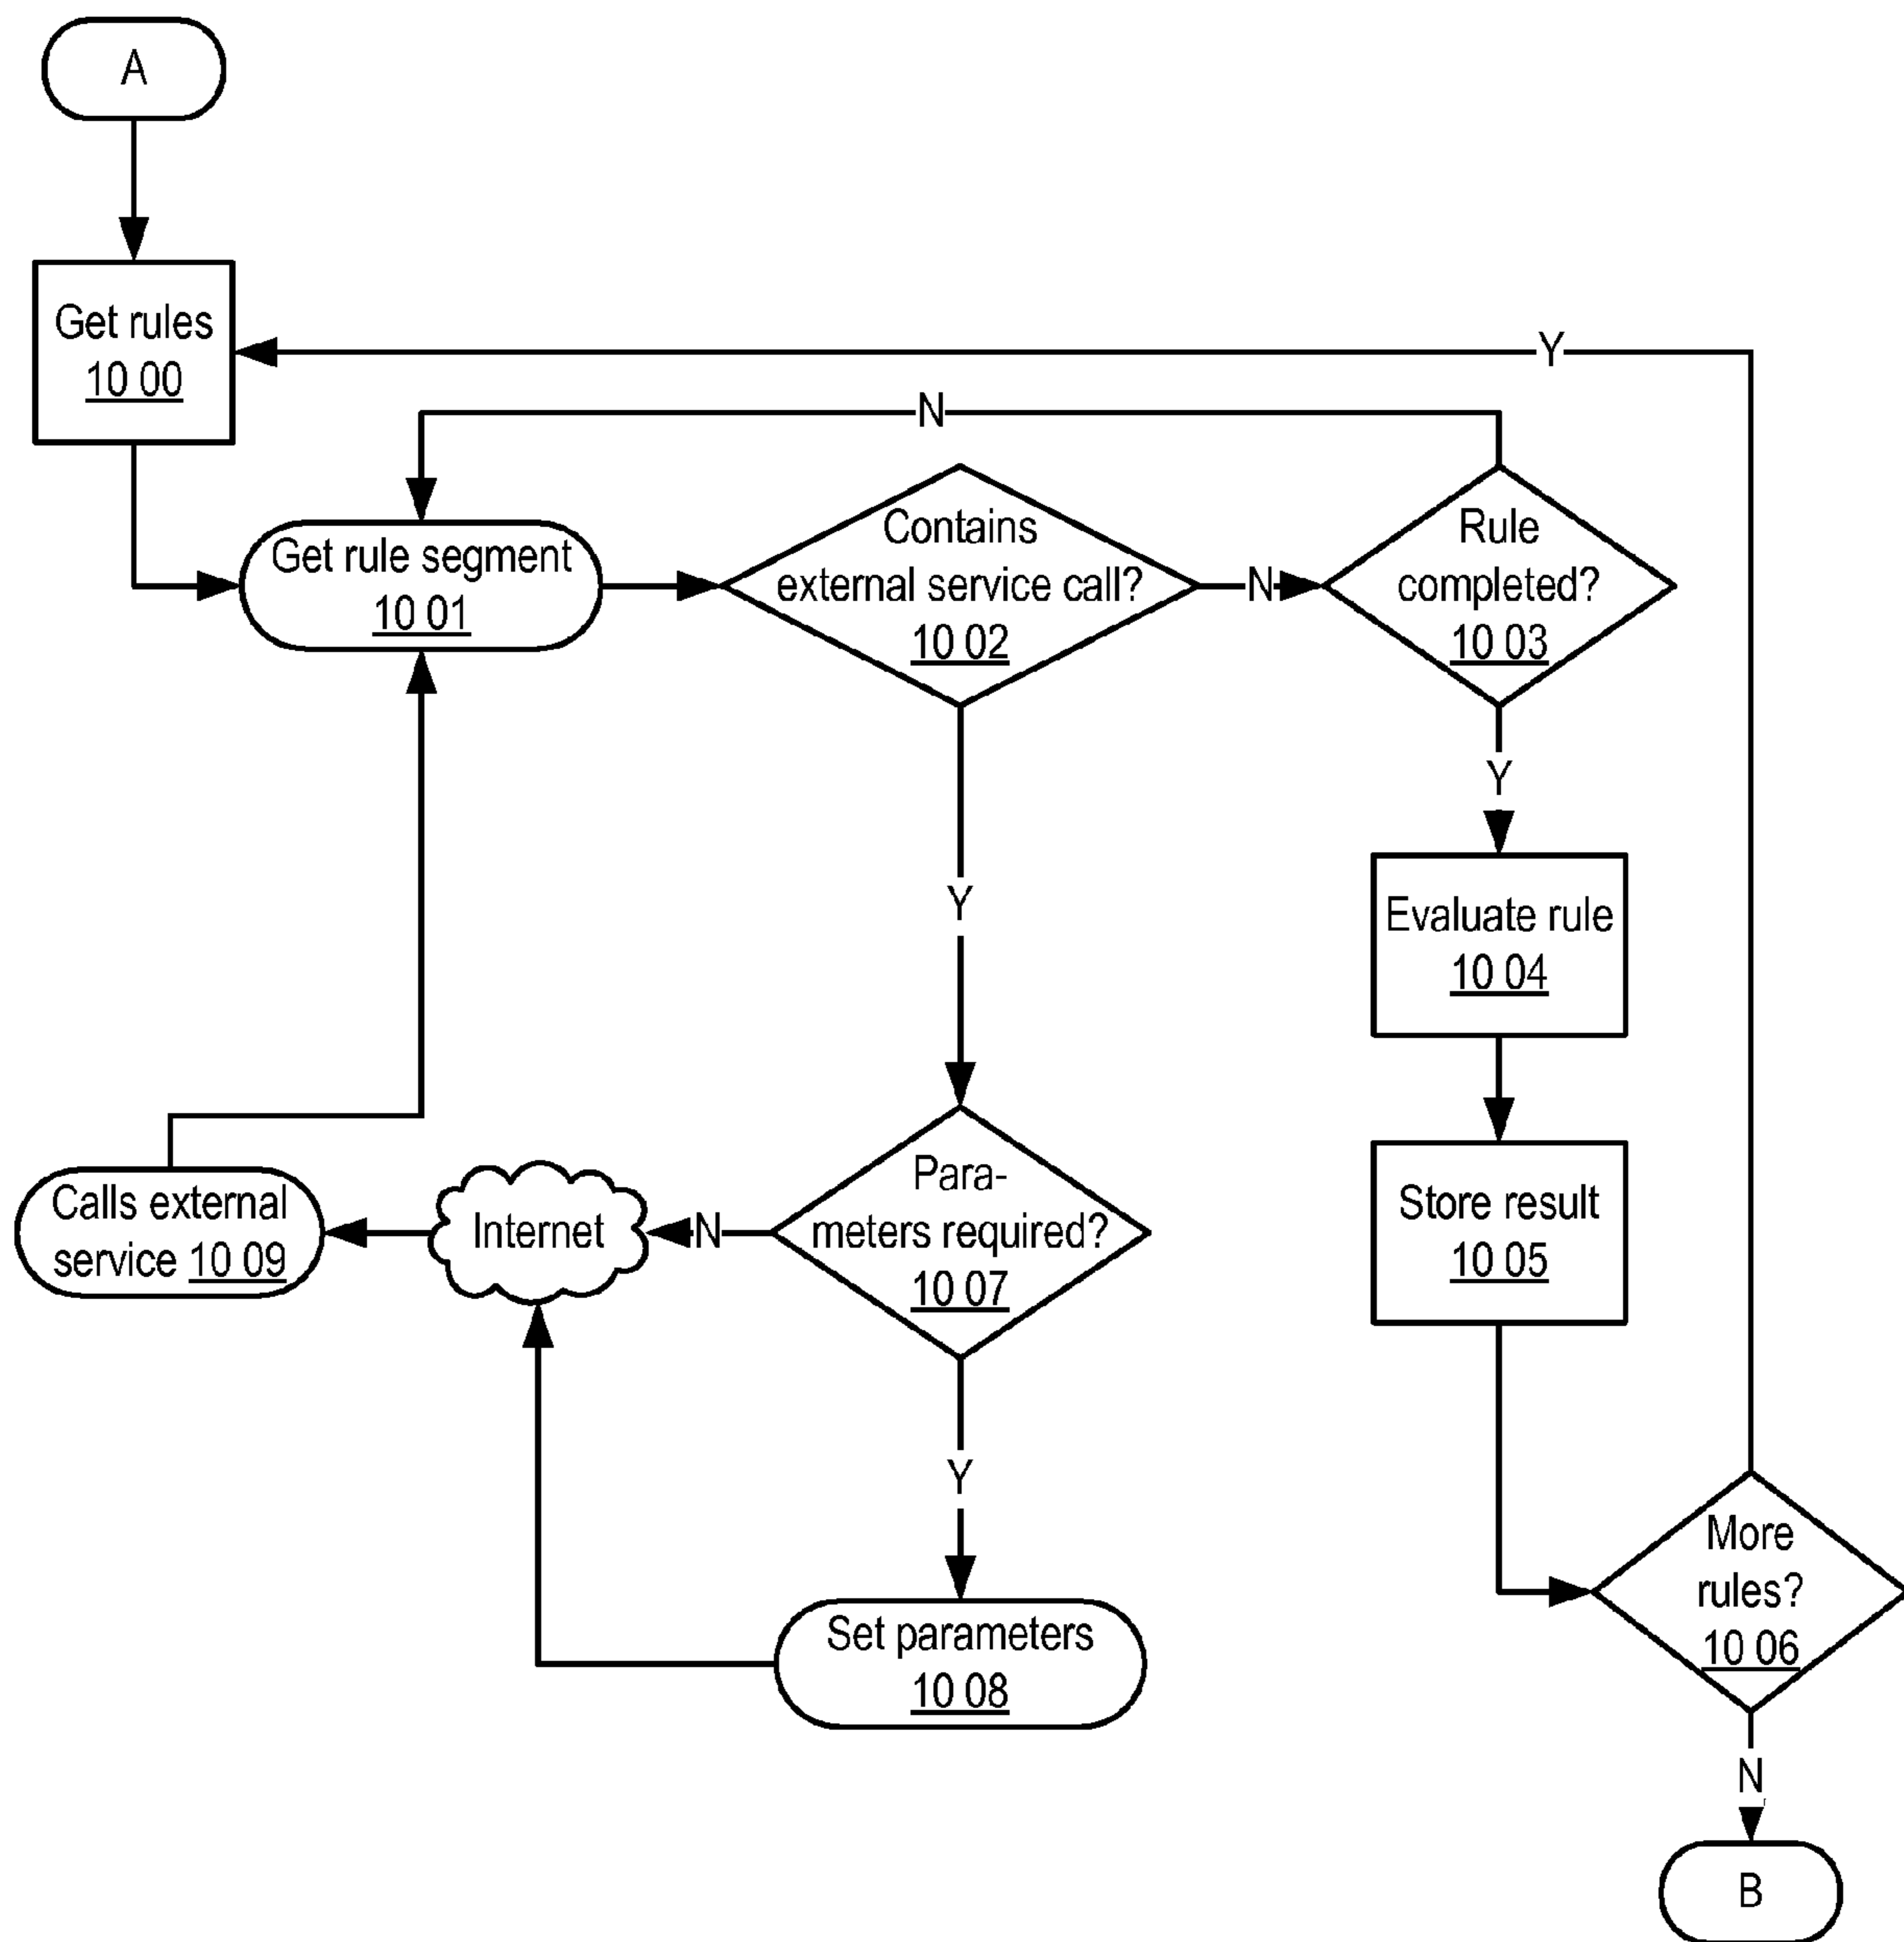 A
Get rules
10 00
Y
N
Get rule segment
10 01
Contains
external service call?
10 02
N
Rule
completed?
10 03
Y
Y
Evaluate rule
10 04
Calls external
service 10 09
Internet
N
Para-
meters required?
10 07
Store result
10 05
Y
Set parameters
10 08
More
rules?
10 06
N
B